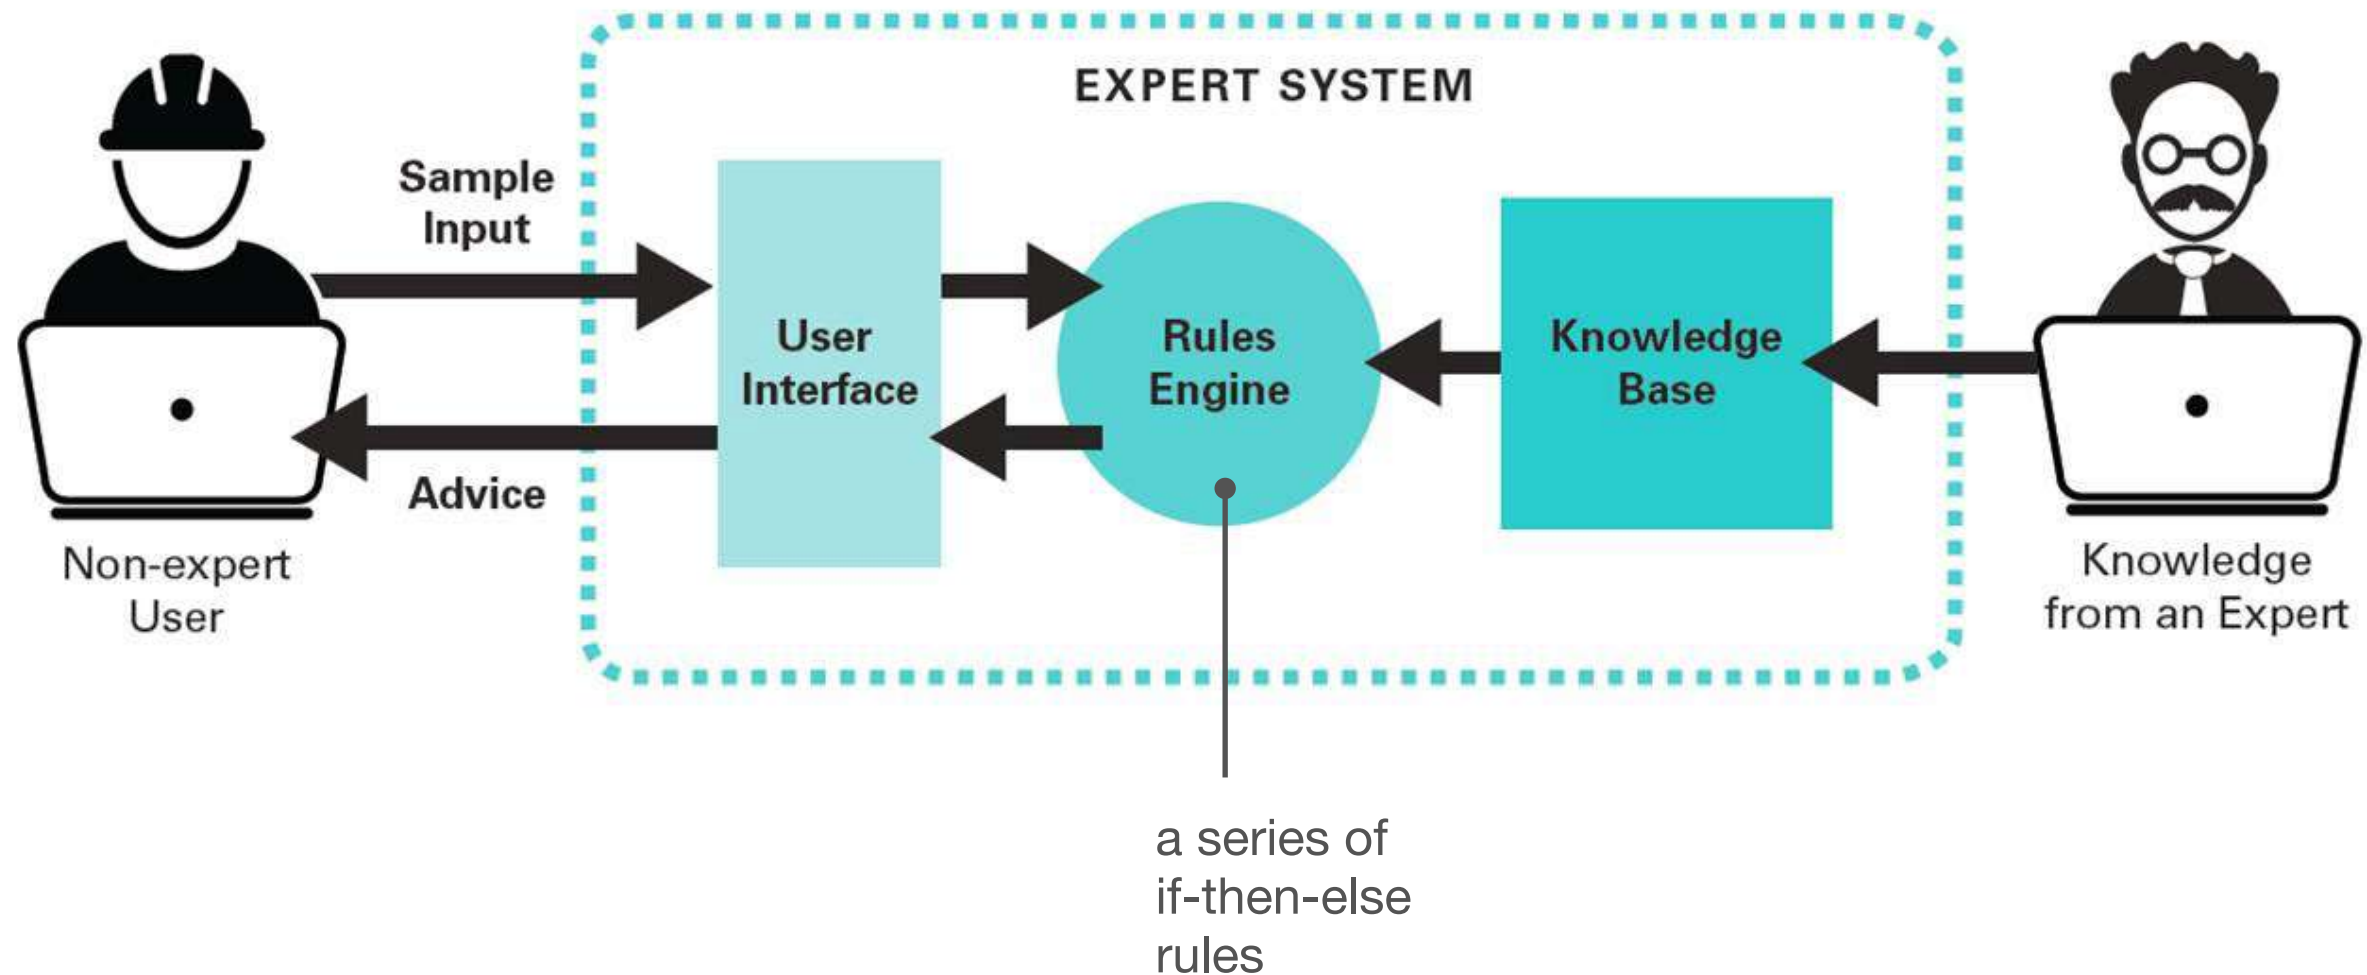 EXPERT SYSTEM
Sample
Input
User
Interface
Rules
Engine
Knowledge
Base
Advice
Non-expert
User
Knowledge
from an Expert
a series of
if-then-else
rules